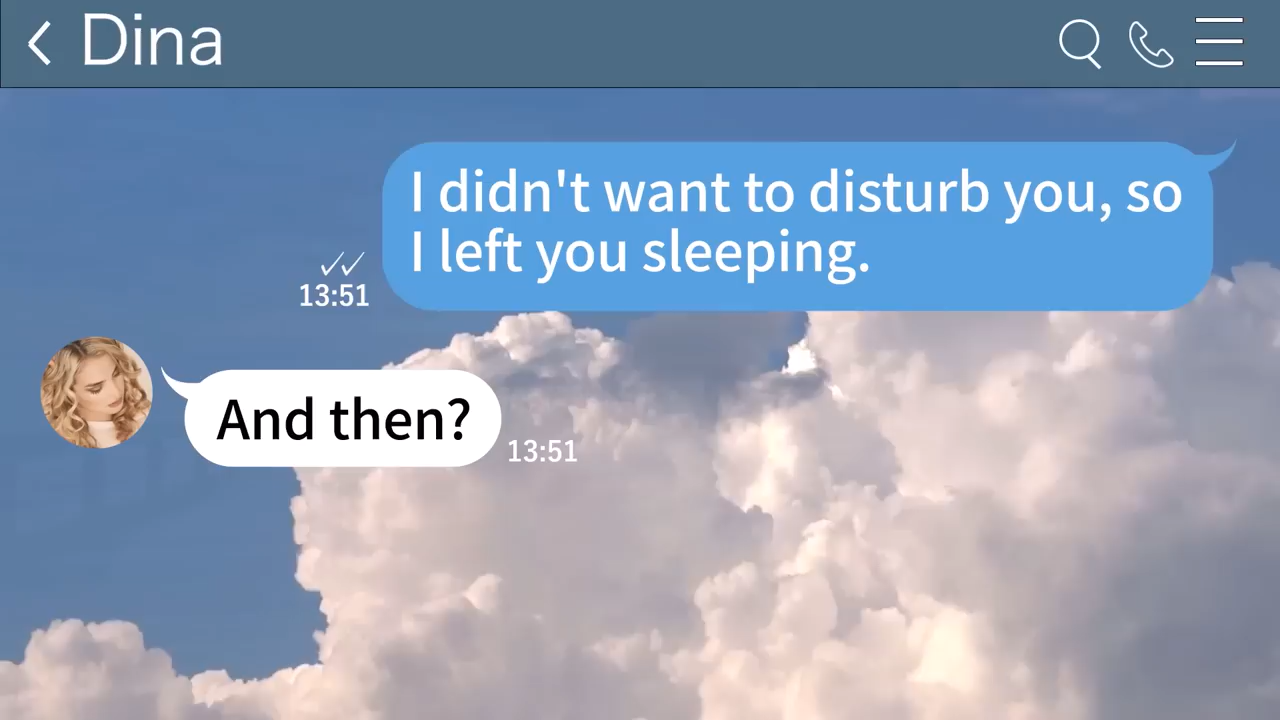 Dina
I didn't want to disturb you, so
I left you sleeping.
13:51
And then?
13:51